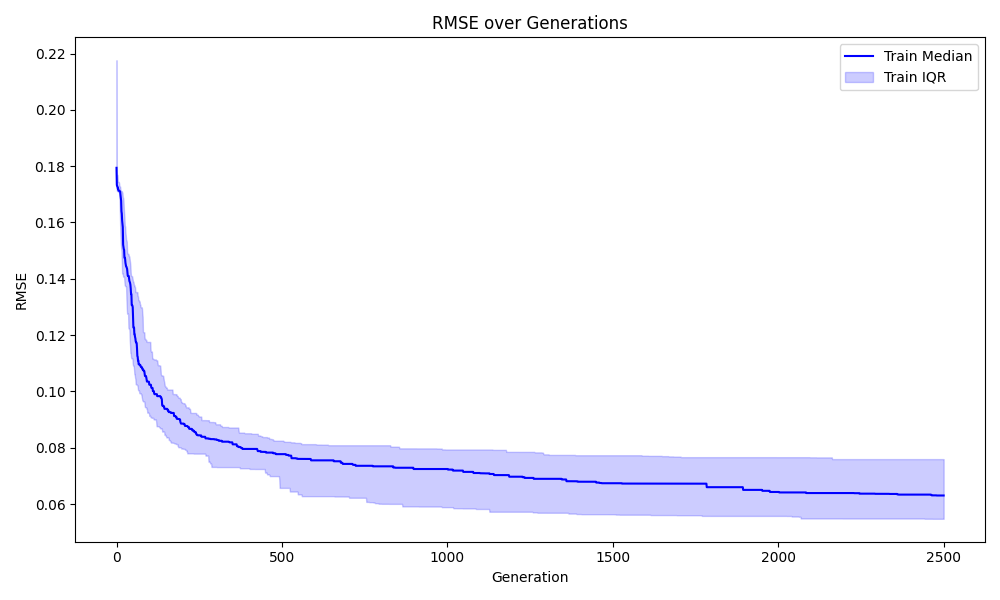 RMSE over Generations
Train Median
Train IQR
RMSE
0.22
0.20
0.18
0.16
0.14
0.12
0.10
0.08
0.06
0 500 1000 1500 2000 2500
Generation